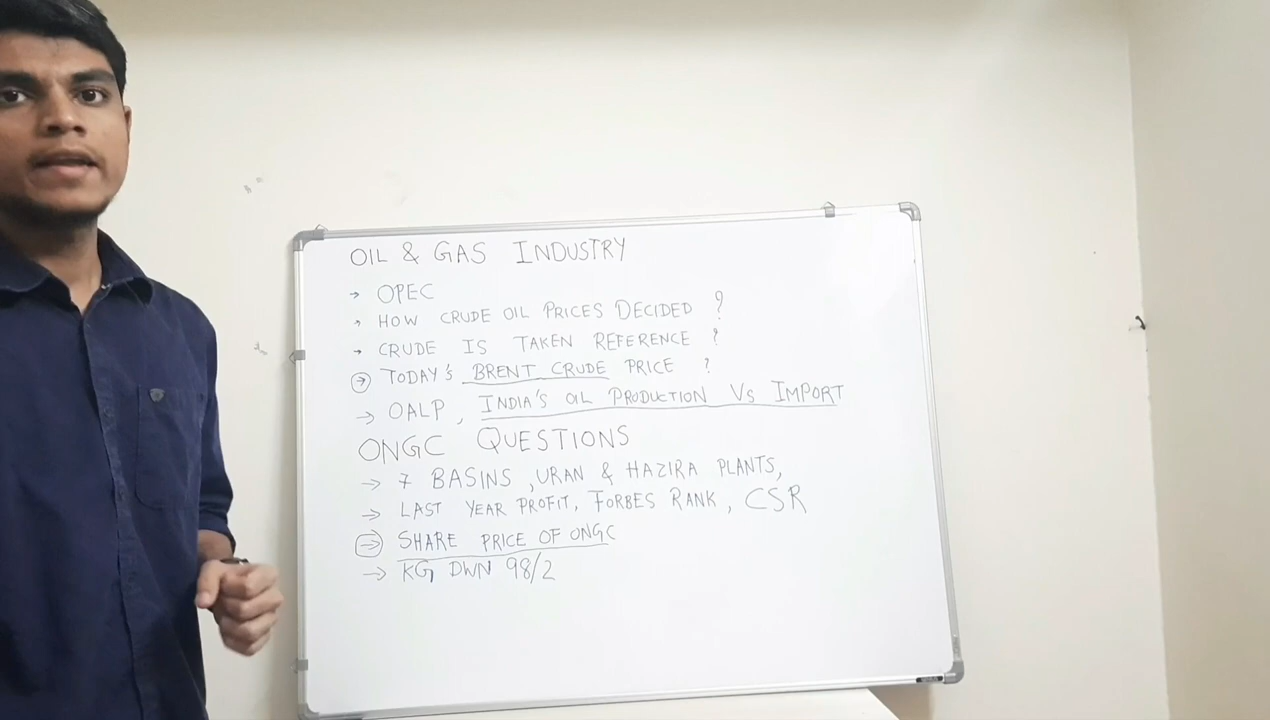 OIL & GAS INDUSTRY
→ OPEC
→ HOW CRUDE OIL PRICES DECIDED ?
→ CRUDE IS TAKEN REFERENCE ?
→ TODAY'S BRENT CRUDE PRICE ?
→ OALP, INDIA'S OIL PRODUCTION VS IMPORT
ONGC QUESTIONS
→ 7 BASINS, URAN & HAZIRA PLANTS,
→ LAST YEAR PROFIT, FORBES RANK, CSR
→ SHARE PRICE OF ONGC
→ KG DWN 98/2